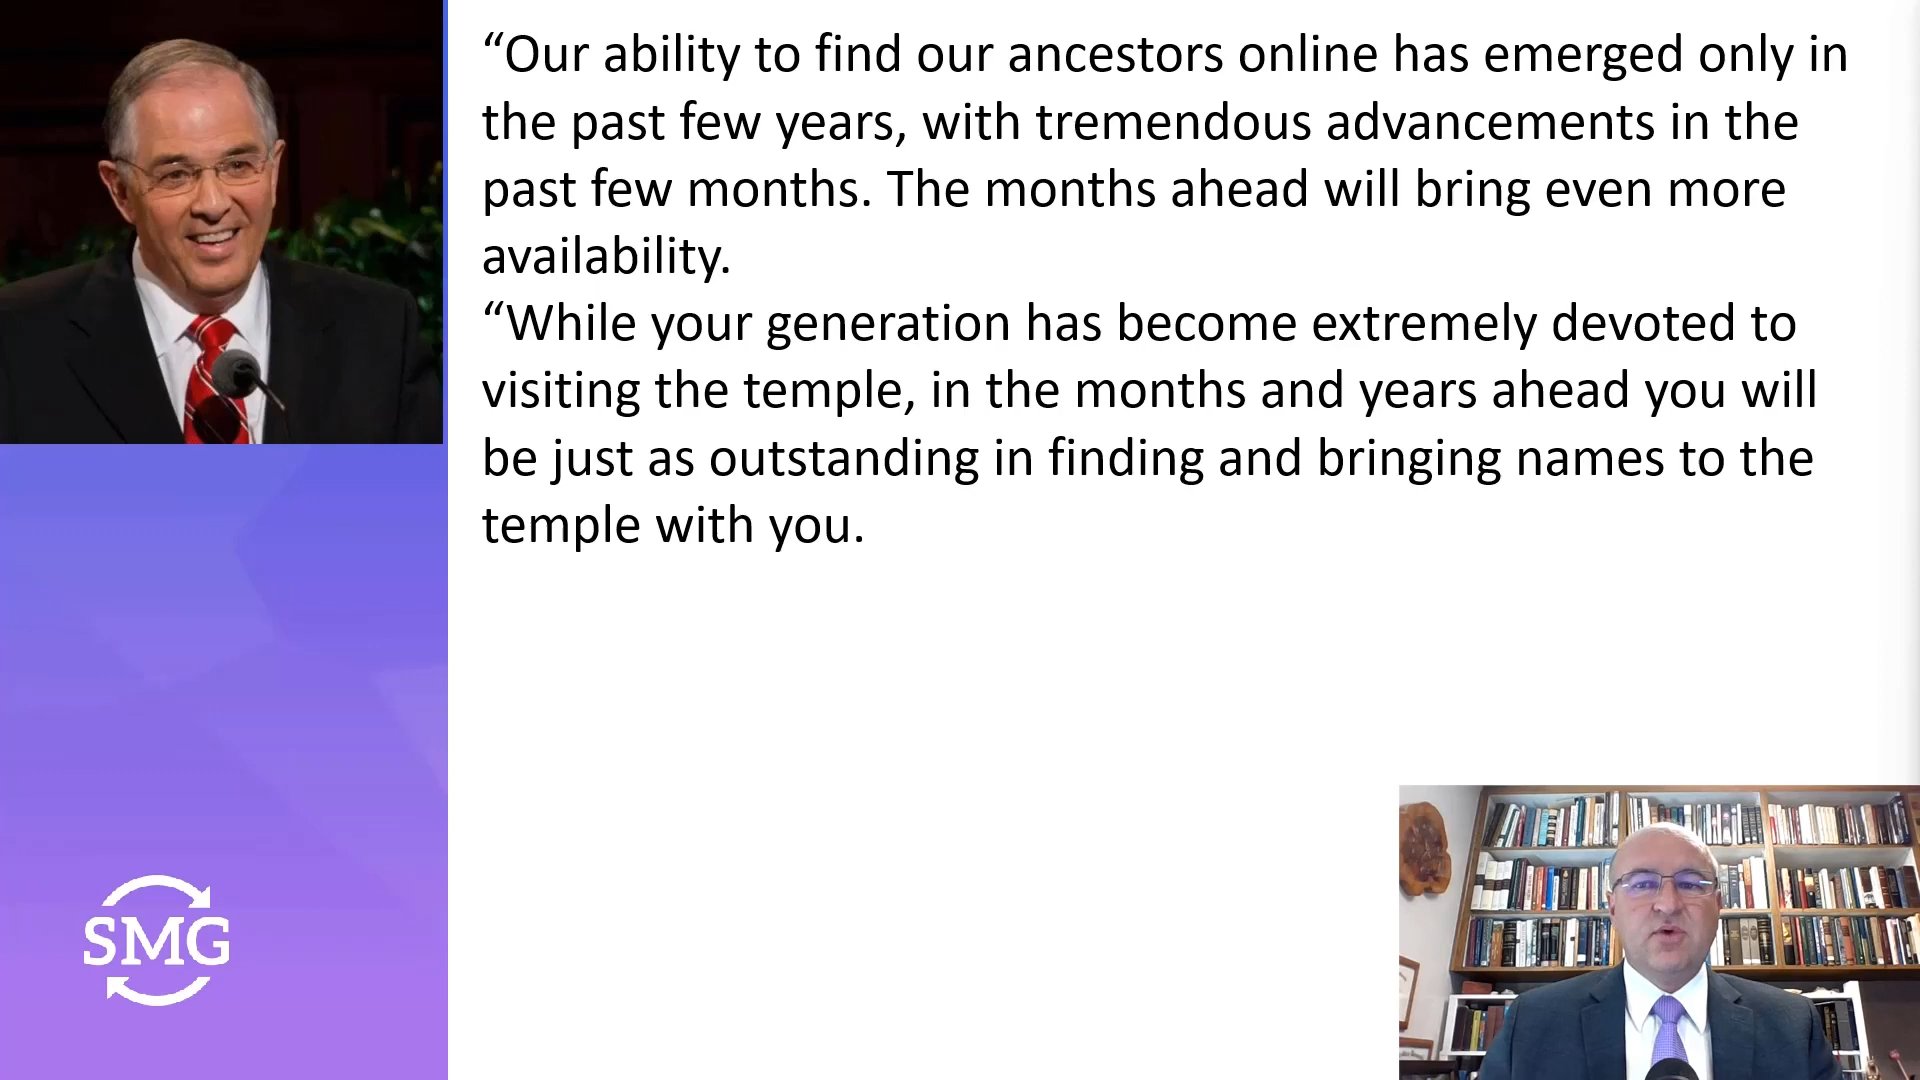 “Our ability to find our ancestors online has emerged only in
the past few years, with tremendous advancements in the
past few months. The months ahead will bring even more
availability.
“While your generation has become extremely devoted to
visiting the temple, in the months and years ahead you will
be just as outstanding in finding and bringing names to the
temple with you.
SMG